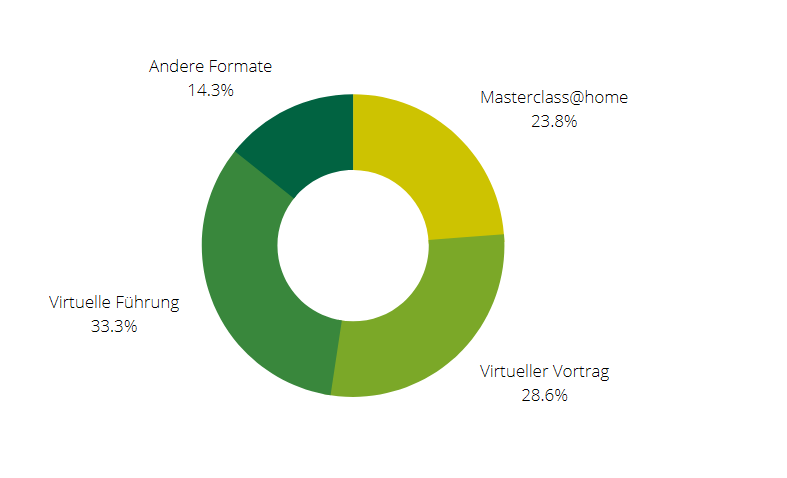 Andere Formate
14.3%
Masterclass@home
23.8%
Virtuelle Führung
33.3%
Virtueller Vortrag
28.6%